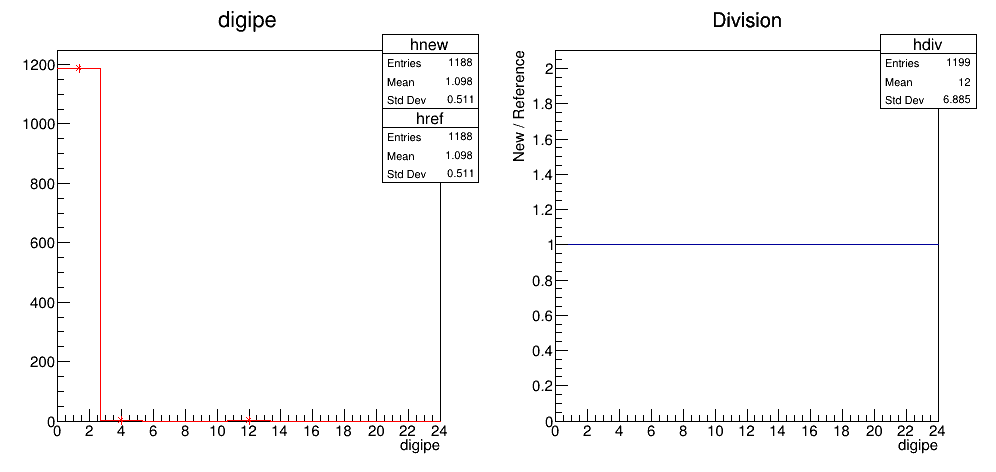 digipe
hnew
Entries 1188
Mean 1.098
Std Dev 0.511
href
Entries 1188
Mean 1.098
Std Dev 0.511
1200
1000
800
600
400
200
0
0 2 4 6 8 10 12 14 16 18 20 22 24
digipe
Division
hdiv
Entries 1199
Mean 12
Std Dev 6.885
New / Reference
2
1.8
1.6
1.4
1.2
1
0.8
0.6
0.4
0.2
0
0 2 4 6 8 10 12 14 16 18 20 22 24
digipe